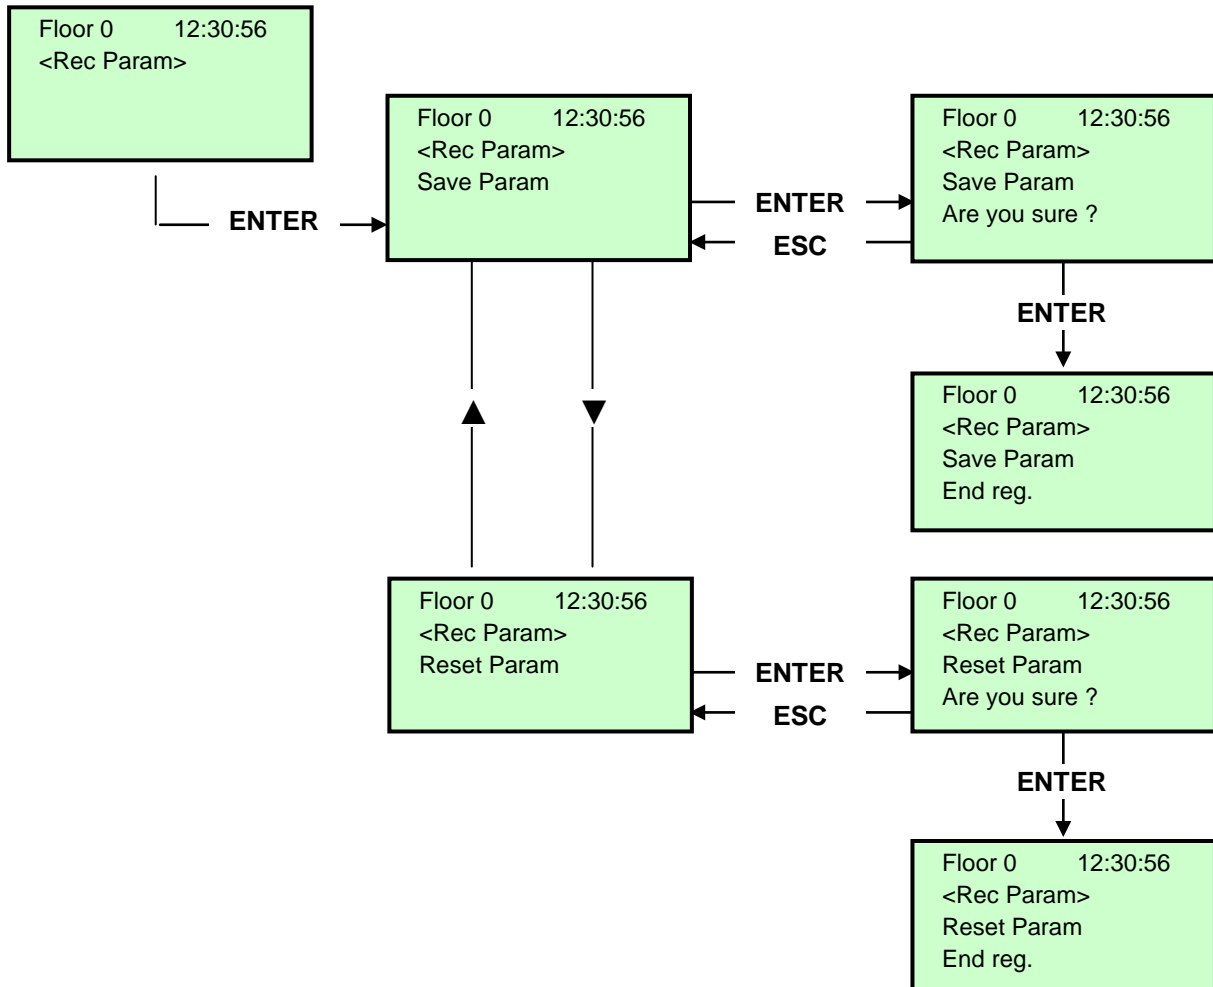 Floor 0 12:30:56
<Rec Param>
ENTER
Floor 0 12:30:56
<Rec Param>
Save Param
ENTER
ESC
Floor 0 12:30:56
<Rec Param>
Save Param
Are you sure ?
ENTER
Floor 0 12:30:56
<Rec Param>
Save Param
End reg.
▲ ▼
Floor 0 12:30:56
<Rec Param>
Reset Param
ENTER
ESC
Floor 0 12:30:56
<Rec Param>
Reset Param
Are you sure ?
ENTER
Floor 0 12:30:56
<Rec Param>
Reset Param
End reg.